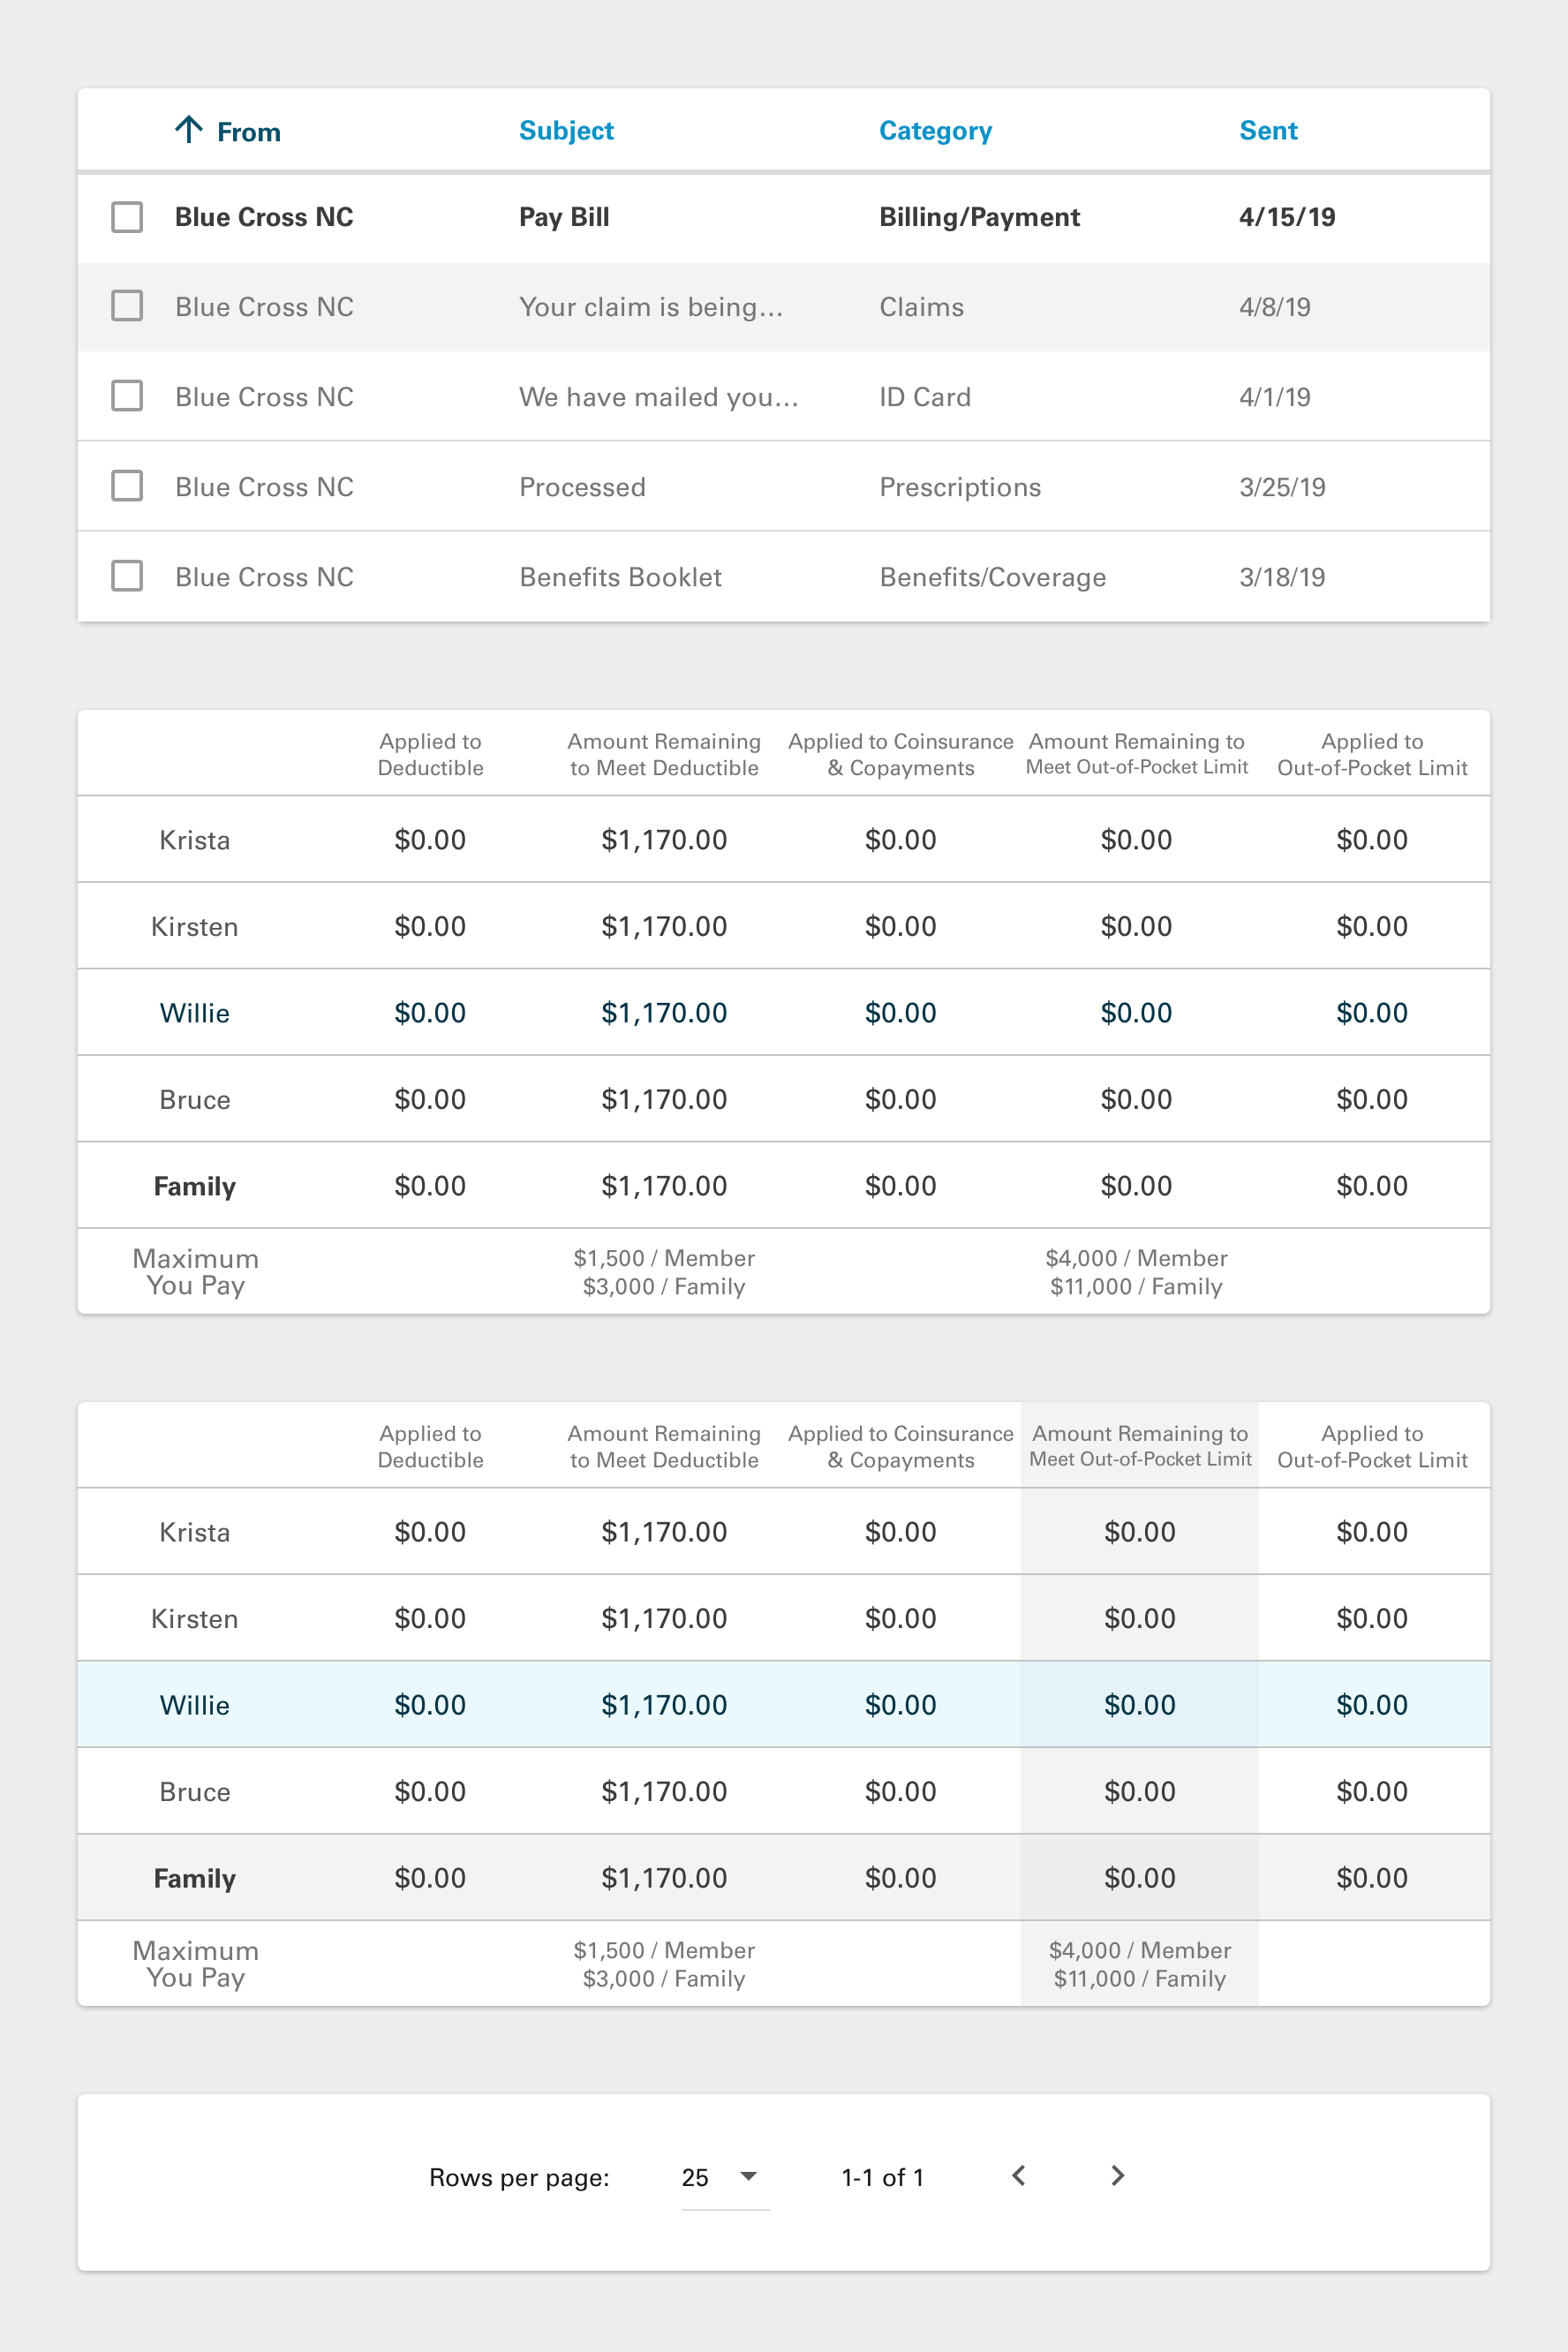 From Subject Category Sent
Blue Cross NC Pay Bill Billing/Payment 4/15/19
Blue Cross NC Your claim is being... Claims 4/8/19
Blue Cross NC We have mailed you... ID Card 4/1/19
Blue Cross NC Processed Prescriptions 3/25/19
Blue Cross NC Benefits Booklet Benefits/Coverage 3/18/19
Applied to Amount Remaining Applied to Coinsurance Amount Remaining to Applied to
Deductible to Meet Deductible & Copayments Meet Out-of-Pocket Limit Out-of-Pocket Limit
Krista $0.00 $1,170.00 $0.00 $0.00 $0.00
Kirsten $0.00 $1,170.00 $0.00 $0.00 $0.00
Willie $0.00 $1,170.00 $0.00 $0.00 $0.00
Bruce $0.00 $1,170.00 $0.00 $0.00 $0.00
Family $0.00 $1,170.00 $0.00 $0.00 $0.00
Maximum $1,500 / Member $4,000 / Member
You Pay $3,000 / Family $11,000 / Family
Applied to Amount Remaining Applied to Coinsurance Amount Remaining to Applied to
Deductible to Meet Deductible & Copayments Meet Out-of-Pocket Limit Out-of-Pocket Limit
Krista $0.00 $1,170.00 $0.00 $0.00 $0.00
Kirsten $0.00 $1,170.00 $0.00 $0.00 $0.00
Willie $0.00 $1,170.00 $0.00 $0.00 $0.00
Bruce $0.00 $1,170.00 $0.00 $0.00 $0.00
Family $0.00 $1,170.00 $0.00 $0.00 $0.00
Maximum $1,500 / Member $4,000 / Member
You Pay $3,000 / Family $11,000 / Family
Rows per page: 25 1-1 of 1